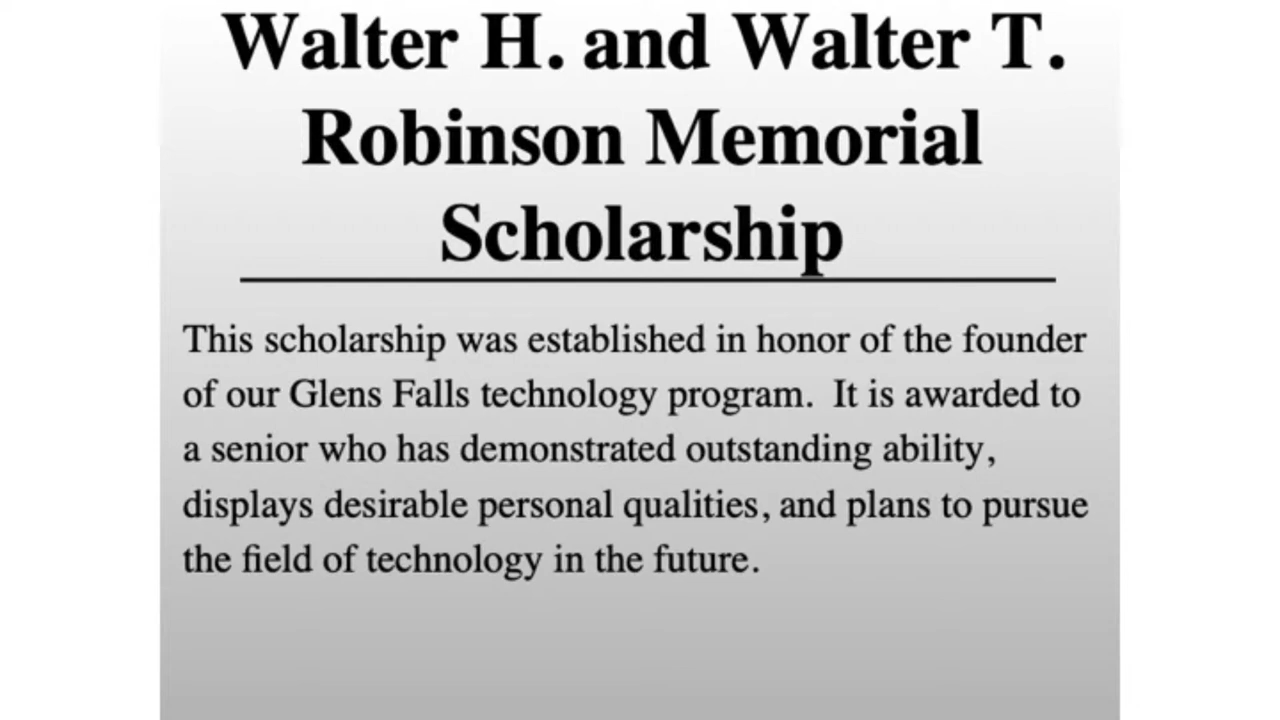 Walter H. and Walter T.
Robinson Memorial
Scholarship
This scholarship was established in honor of the founder
of our Glens Falls technology program.  It is awarded to
a senior who has demonstrated outstanding ability,
displays desirable personal qualities, and plans to pursue
the field of technology in the future.